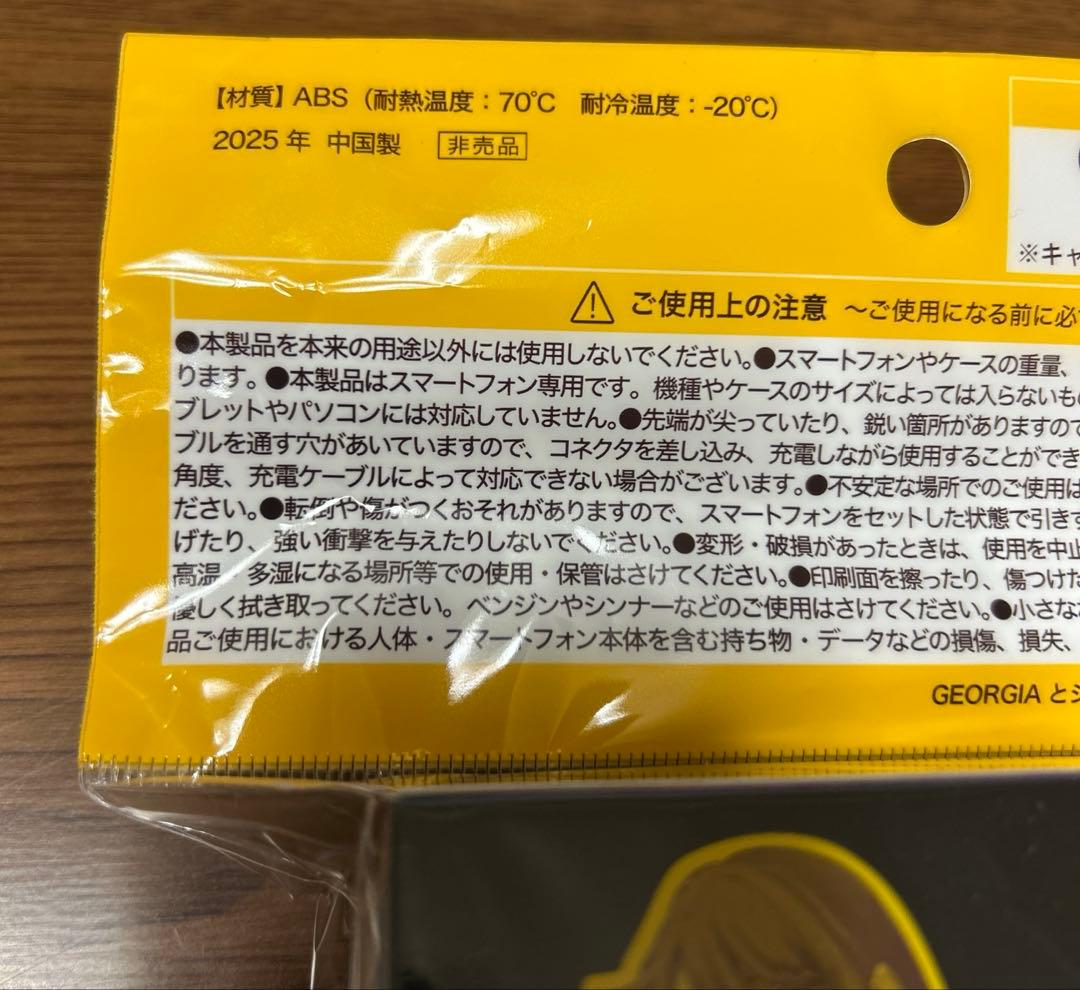 【材質】ABS（耐熱温度：70℃　耐冷温度：-20℃）
2025年 中国製 非売品
※キャ
⚠ ご使用上の注意 ～ご使用になる前に必ず
●本製品を本来の用途以外には使用しないでください。●スマートフォンやケースの重量、
ります。●本製品はスマートフォン専用です。機種やケースのサイズによっては入らないもの
ブレットやパソコンには対応していません。●先端が尖っていたり、鋭い箇所がありますので
ブルを通す穴があいていますので、コネクタを差し込み、充電しながら使用することができ
角度、充電ケーブルによって対応できない場合がございます。●不安定な場所でのご使用は
ださい。●転倒や傷がつくおそれがありますので、スマートフォンをセットした状態で引きず
げたり、強い衝撃を与えたりしないでください。●変形・破損があったときは、使用を中止
高温、多湿になる場所等での使用・保管はさけてください。●印刷面を擦ったり、傷つけた
優しく拭き取ってください。ベンジンやシンナーなどのご使用はさけてください。●小さな
品ご使用における人体・スマートフォン本体を含む持ち物・データなどの損傷、損失、
GEORGIA とジ